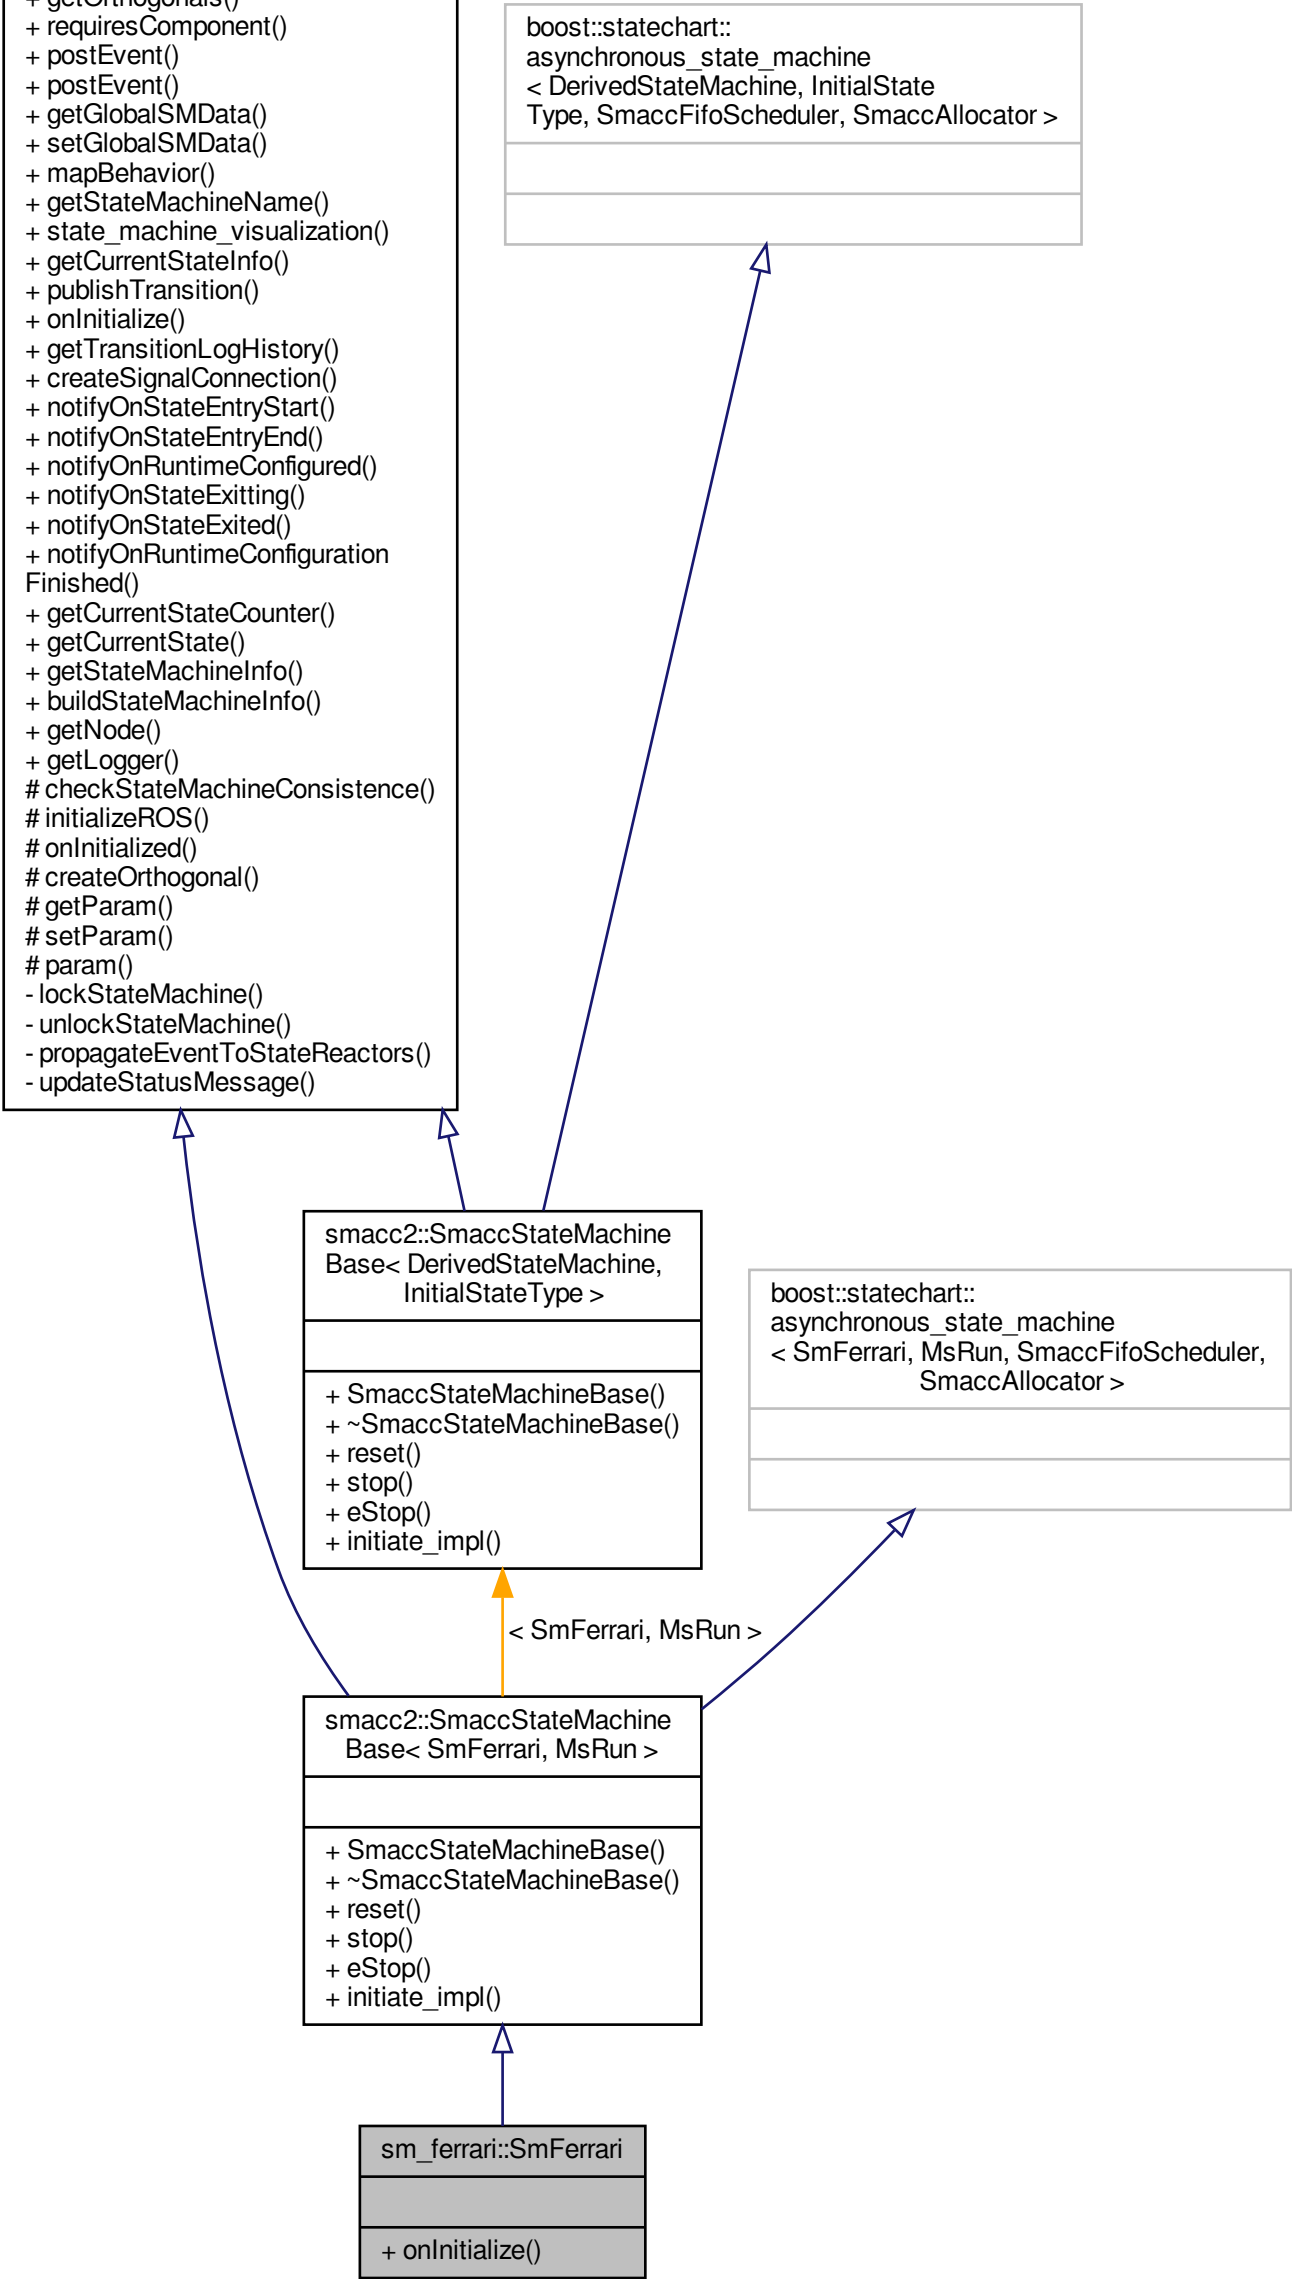 + getOrthogonals()
+ requiresComponent()
+ postEvent()
+ postEvent()
+ getGlobalSMData()
+ setGlobalSMData()
+ mapBehavior()
+ getStateMachineName()
+ state_machine_visualization()
+ getCurrentStateInfo()
+ publishTransition()
+ onInitialize()
+ getTransitionLogHistory()
+ createSignalConnection()
+ notifyOnStateEntryStart()
+ notifyOnStateEntryEnd()
+ notifyOnRuntimeConfigured()
+ notifyOnStateExitting()
+ notifyOnStateExited()
+ notifyOnRuntimeConfiguration
Finished()
+ getCurrentStateCounter()
+ getCurrentState()
+ getStateMachineInfo()
+ buildStateMachineInfo()
+ getNode()
+ getLogger()
# checkStateMachineConsistence()
# initializeROS()
# onInitialized()
# createOrthogonal()
# getParam()
# setParam()
# param()
- lockStateMachine()
- unlockStateMachine()
- propagateEventToStateReactors()
- updateStatusMessage()
boost::statechart::
asynchronous_state_machine
< DerivedStateMachine, InitialState
Type, SmaccFifoScheduler, SmaccAllocator >
smacc2::SmaccStateMachine
Base< DerivedStateMachine,
InitialStateType >
+ SmaccStateMachineBase()
+ ~SmaccStateMachineBase()
+ reset()
+ stop()
+ eStop()
+ initiate_impl()
boost::statechart::
asynchronous_state_machine
< SmFerrari, MsRun, SmaccFifoScheduler,
SmaccAllocator >
< SmFerrari, MsRun >
smacc2::SmaccStateMachine
Base< SmFerrari, MsRun >
+ SmaccStateMachineBase()
+ ~SmaccStateMachineBase()
+ reset()
+ stop()
+ eStop()
+ initiate_impl()
sm_ferrari::SmFerrari
+ onInitialize()